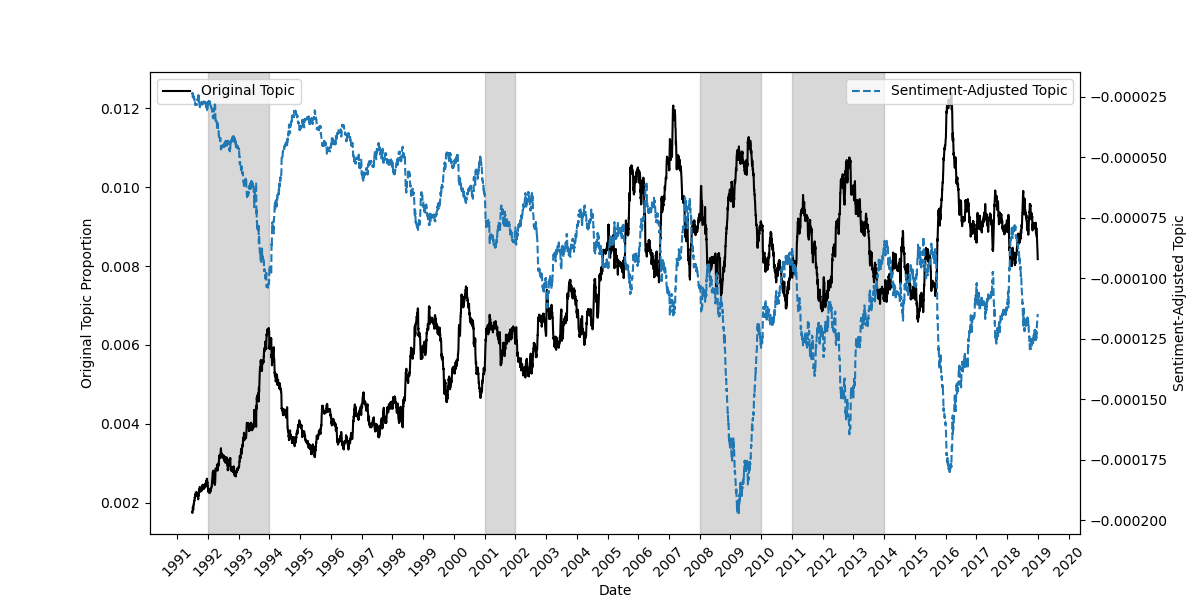 Original Topic
Sentiment-Adjusted Topic
Original Topic Proportion
0.012
0.010
0.008
0.006
0.004
0.002
−0.000025
−0.000050
−0.000075
−0.000100
−0.000125
−0.000150
−0.000175
−0.000200
Sentiment-Adjusted Topic
1991 1992 1993 1994 1995 1996 1997 1998 1999 2000 2001 2002 2003 2004 2005 2006 2007 2008 2009 2010 2011 2012 2013 2014 2015 2016 2017 2018 2019 2020
Date